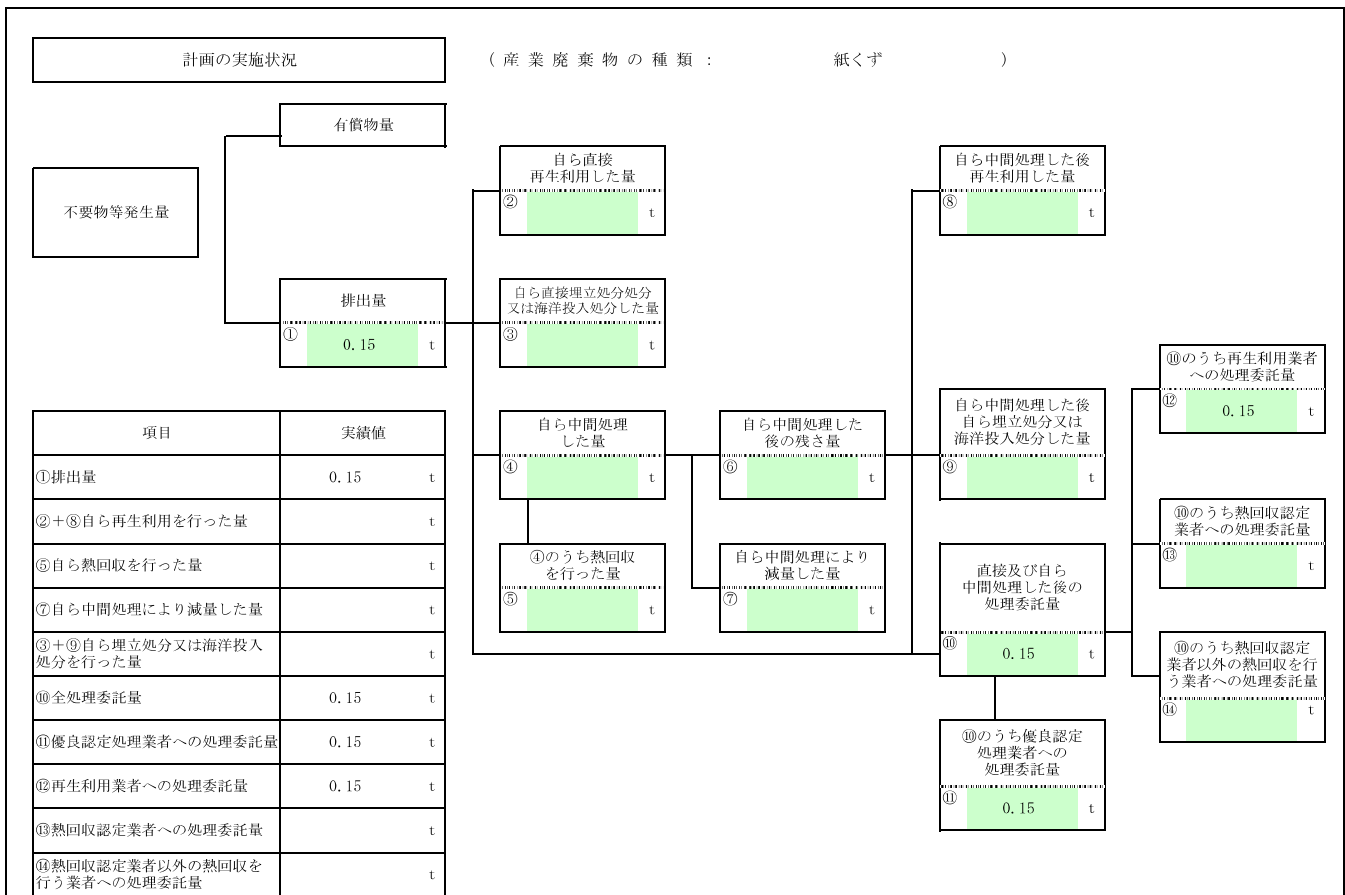 計画の実施状況
（産業廃棄物の種類： 紙くず ）
有償物量
不要物等発生量
排出量
① 0.15 t
自ら直接
再生利用した量
② t
自ら直接埋立処分処分
又は海洋投入処分した量
③ t
自ら中間処理
した量
④ t
④のうち熱回収
を行った量
⑤ t
自ら中間処理した
後の残さ量
⑥ t
自ら中間処理により
減量した量
⑦ t
自ら中間処理した後
再生利用した量
⑧ t
自ら中間処理した後
自ら埋立処分又は
海洋投入処分した量
⑨ t
直接及び自ら
中間処理した後の
処理委託量
⑩ 0.15 t
⑩のうち優良認定
処理業者への
処理委託量
⑪ 0.15 t
⑩のうち再生利用業者
への処理委託量
⑫ 0.15 t
⑩のうち熱回収認定
業者への処理委託量
⑬ t
⑩のうち熱回収認定
業者以外の熱回収を行
う業者への処理委託量
⑭ t
項目 実績値
①排出量 0.15 t
②＋⑧自ら再生利用を行った量 t
⑤自ら熱回収を行った量 t
⑦自ら中間処理により減量した量 t
③＋⑨自ら埋立処分又は海洋投入
処分を行った量 t
⑩全処理委託量 0.15 t
⑪優良認定処理業者への処理委託量 0.15 t
⑫再生利用業者への処理委託量 0.15 t
⑬熱回収認定業者への処理委託量 t
⑭熱回収認定業者以外の熱回収を
行う業者への処理委託量 t